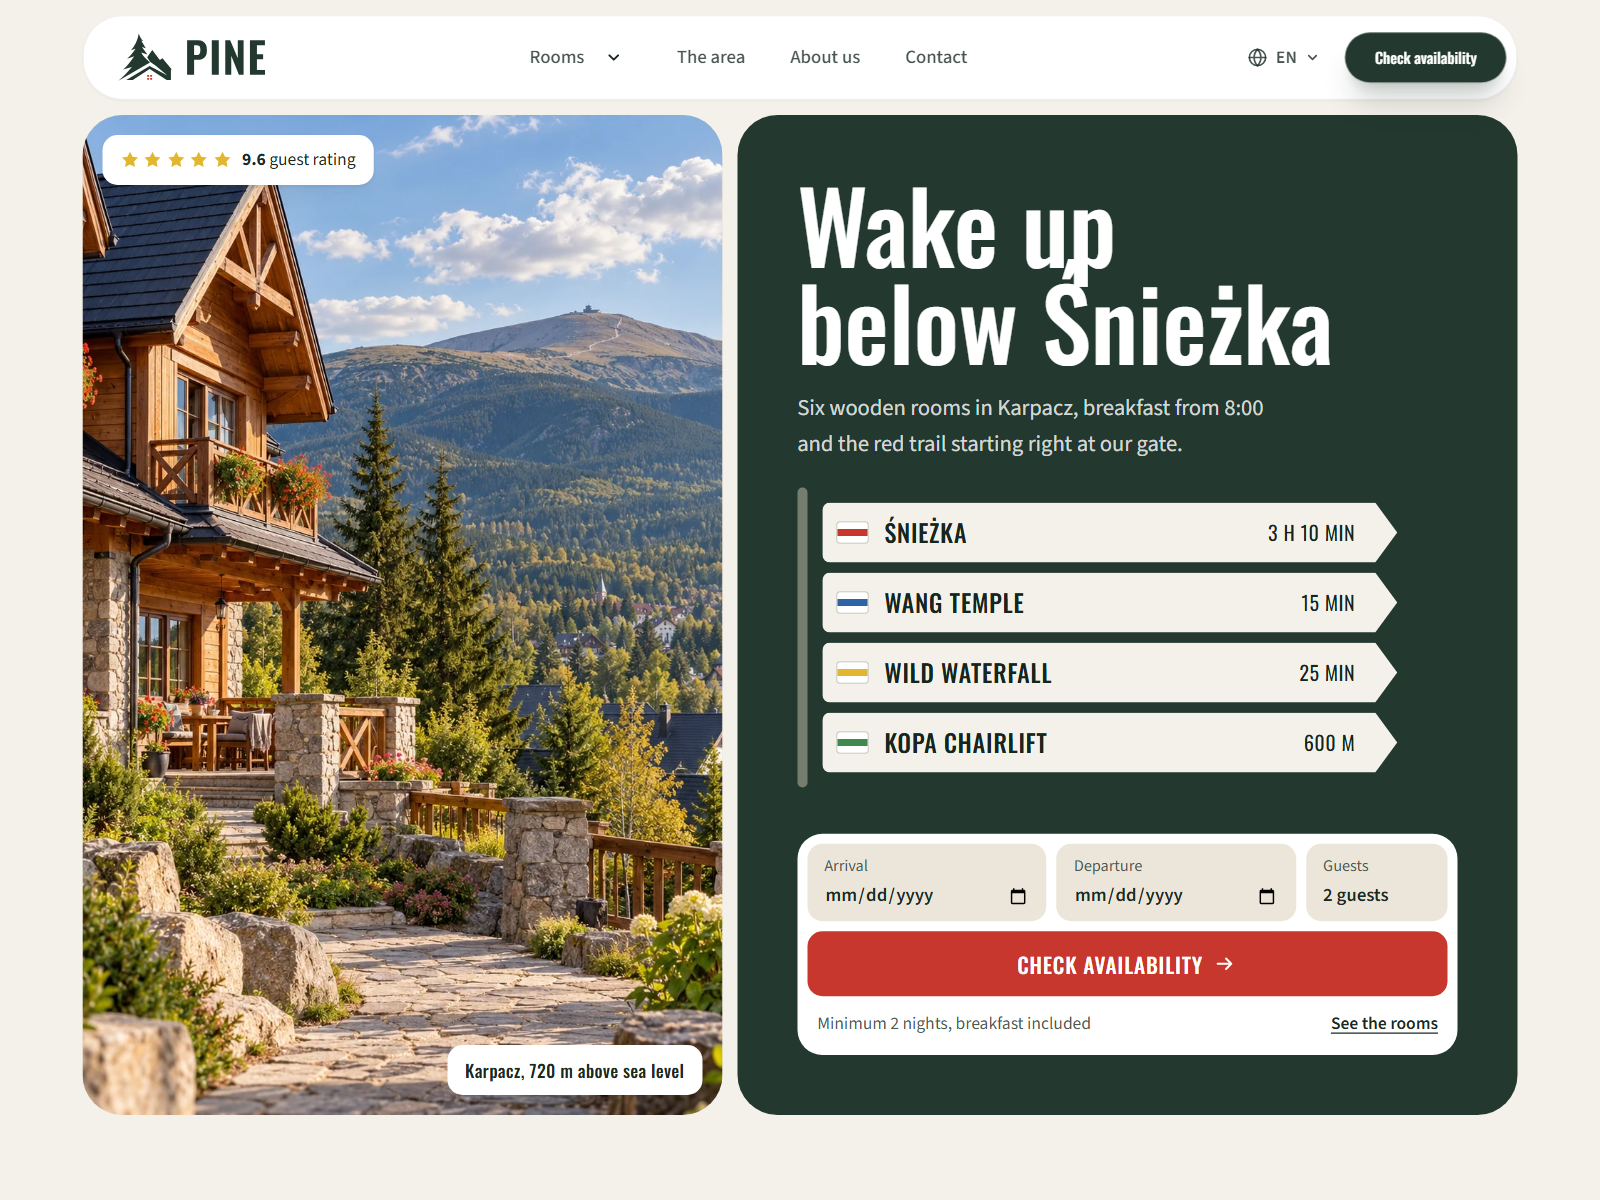 PINE
Rooms
The area
About us
Contact
EN
Check availability
9.6 guest rating
Karpacz, 720 m above sea level
Wake up
below Śnieżka
Six wooden rooms in Karpacz, breakfast from 8:00
and the red trail starting right at our gate.
ŚNIEŻKA 3 H 10 MIN
WANG TEMPLE 15 MIN
WILD WATERFALL 25 MIN
KOPA CHAIRLIFT 600 M
Arrival
mm/dd/yyyy
Departure
mm/dd/yyyy
Guests
2 guests
CHECK AVAILABILITY
Minimum 2 nights, breakfast included
See the rooms